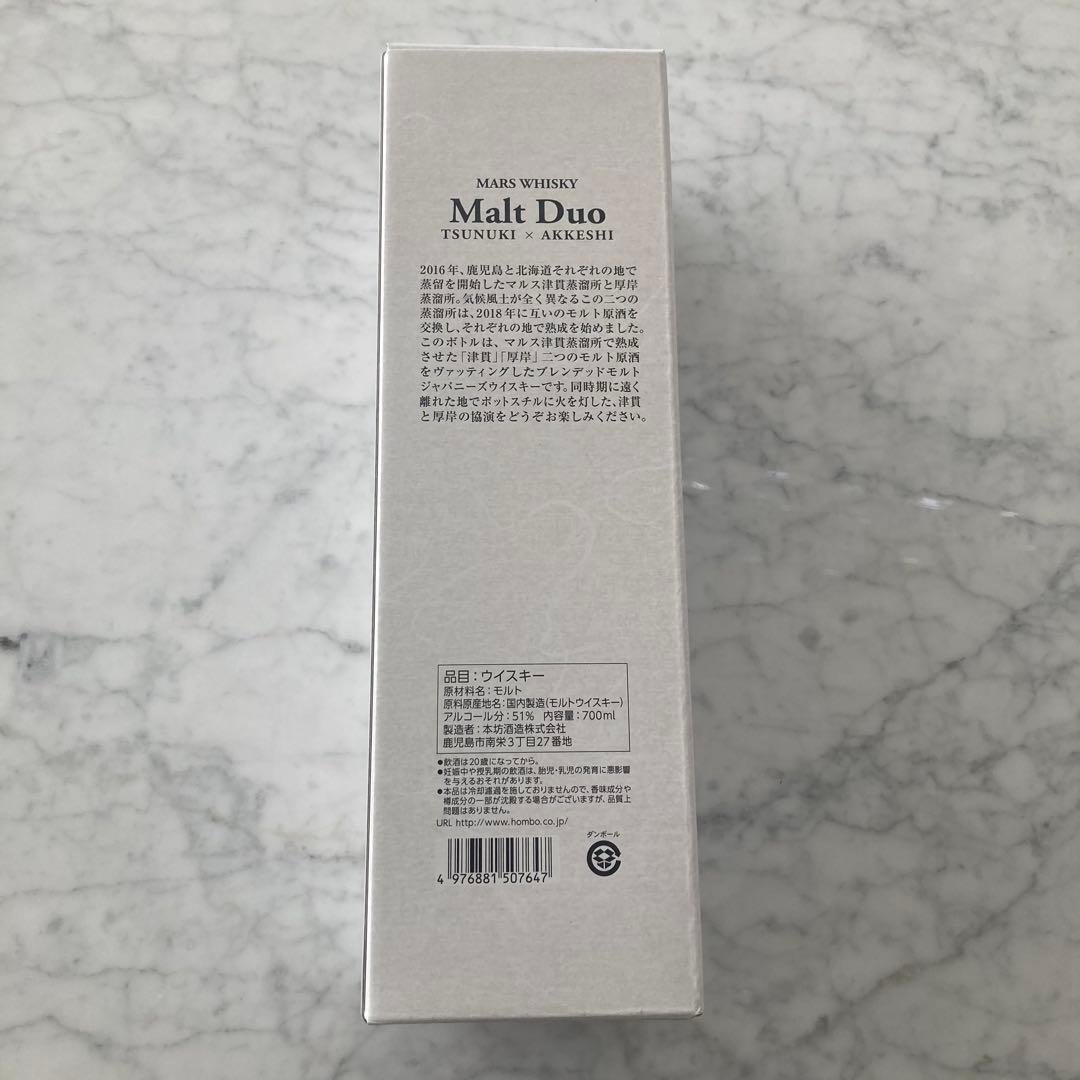 MARS WHISKY
Malt Duo
TSUNUKI × AKKESHI
2016年、鹿児島と北海道それぞれの地で
蒸留を開始したマルス津貫蒸溜所と厚岸
蒸溜所。気候風土が全く異なるこの二つの
蒸溜所は、2018年に互いのモルト原酒を
交換し、それぞれの地で熟成を始めました。
このボトルは、マルス津貫蒸溜所で熟成
させた「津貫」「厚岸」二つのモルト原酒
をヴァッティングしたブレンデッドモルト
ジャパニーズウイスキーです。同時期に遠く
離れた地でポットスチルに火を灯した、津貫
と厚岸の協演をどうぞお楽しみください。
品目：ウイスキー
原材料名：モルト
原料原産地名：国内製造(モルトウイスキー)
アルコール分：51% 内容量：700ml
製造者：本坊酒造株式会社
鹿児島市南栄3丁目27番地
●飲酒は20歳になってから。
●妊娠中や授乳期の飲酒は、胎児・乳児の発育に悪影響
を与えるおそれがあります。
●本品は冷却濾過を施しておりませんので、香味成分や
樽成分の一部が沈殿する場合がございますが、品質上
問題はありません。
URL http://www.hombo.co.jp/
ダンボール
4 976881 507647